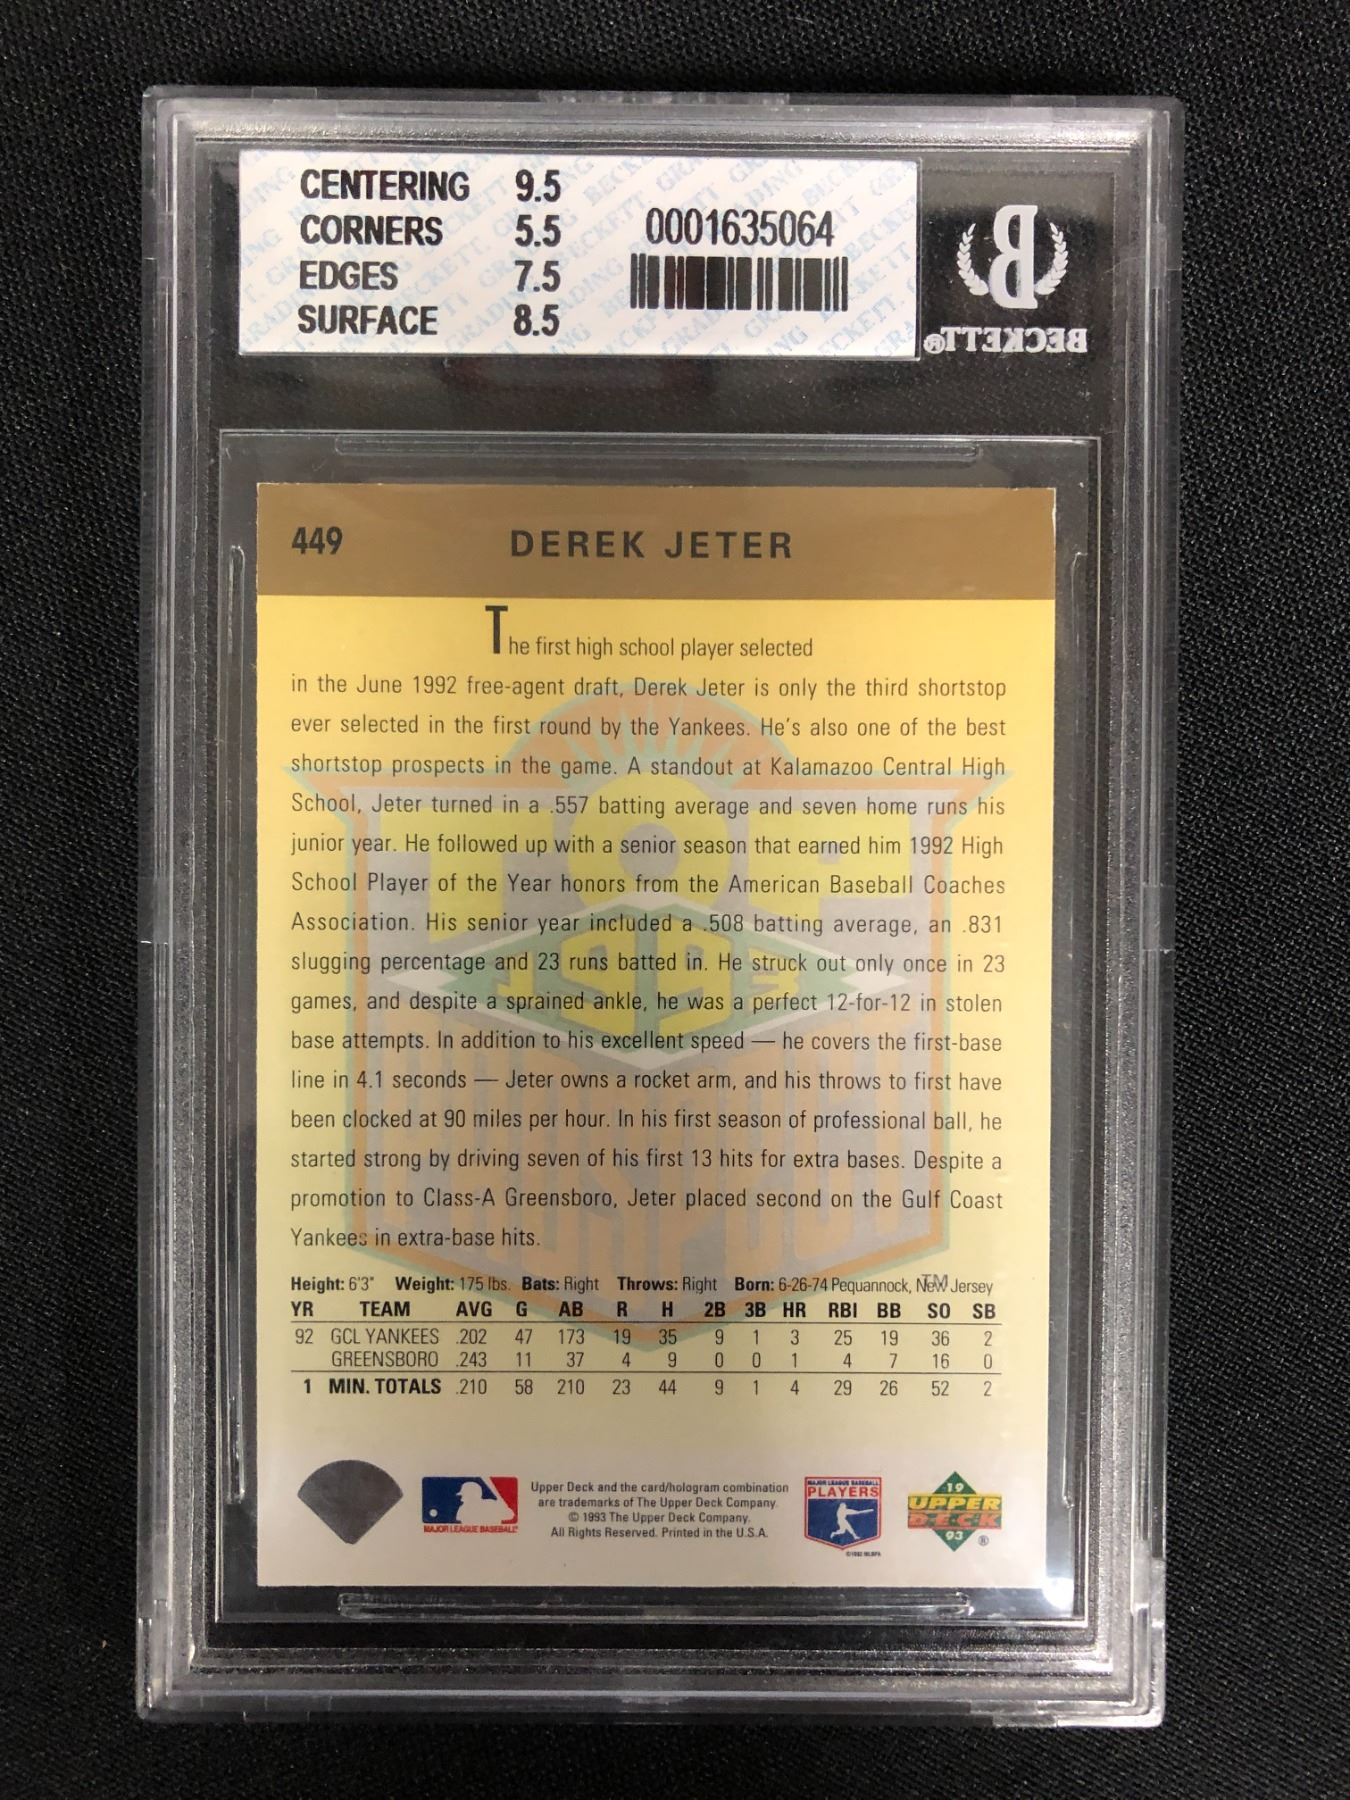 CENTERING 9.5
CORNERS 5.5
EDGES 7.5
SURFACE 8.5
0001635064
BECKETT®
449 DEREK JETER
The first high school player selected
in the June 1992 free-agent draft, Derek Jeter is only the third shortstop
ever selected in the first round by the Yankees. He's also one of the best
shortstop prospects in the game. A standout at Kalamazoo Central High
School, Jeter turned in a .557 batting average and seven home runs his
junior year. He followed up with a senior season that earned him 1992 High
School Player of the Year honors from the American Baseball Coaches
Association. His senior year included a .508 batting average, an .831
slugging percentage and 23 runs batted in. He struck out only once in 23
games, and despite a sprained ankle, he was a perfect 12-for-12 in stolen
base attempts. In addition to his excellent speed — he covers the first-base
line in 4.1 seconds — Jeter owns a rocket arm, and his throws to first have
been clocked at 90 miles per hour. In his first season of professional ball, he
started strong by driving seven of his first 13 hits for extra bases. Despite a
promotion to Class-A Greensboro, Jeter placed second on the Gulf Coast
Yankees in extra-base hits.
TOP
1993
PROSPECT
TM
Height: 6'3" Weight: 175 lbs. Bats: Right Throws: Right Born: 6-26-74 Pequannock, New Jersey
YR TEAM AVG G AB R H 2B 3B HR RBI BB SO SB
92 GCL YANKEES .202 47 173 19 35 9 1 3 25 19 36 2
GREENSBORO .243 11 37 4 9 0 0 1 4 7 16 0
1 MIN. TOTALS .210 58 210 23 44 9 1 4 29 26 52 2
MAJOR LEAGUE BASEBALL
Upper Deck and the card/hologram combination
are trademarks of The Upper Deck Company.
© 1993 The Upper Deck Company.
All Rights Reserved. Printed in the U.S.A.
MAJOR LEAGUE BASEBALL
PLAYERS
19
UPPER
DECK
93
®